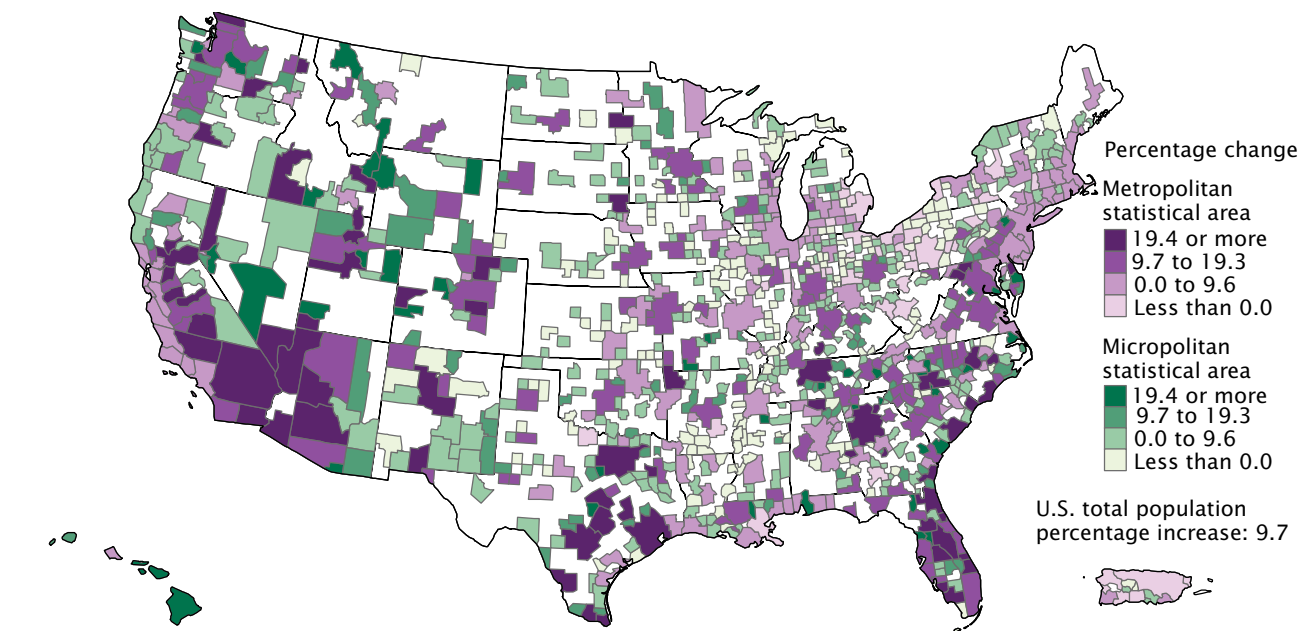 Percentage change
Metropolitan
statistical area
19.4 or more
9.7 to 19.3
0.0 to 9.6
Less than 0.0
Micropolitan
statistical area
19.4 or more
9.7 to 19.3
0.0 to 9.6
Less than 0.0
U.S. total population
percentage increase: 9.7